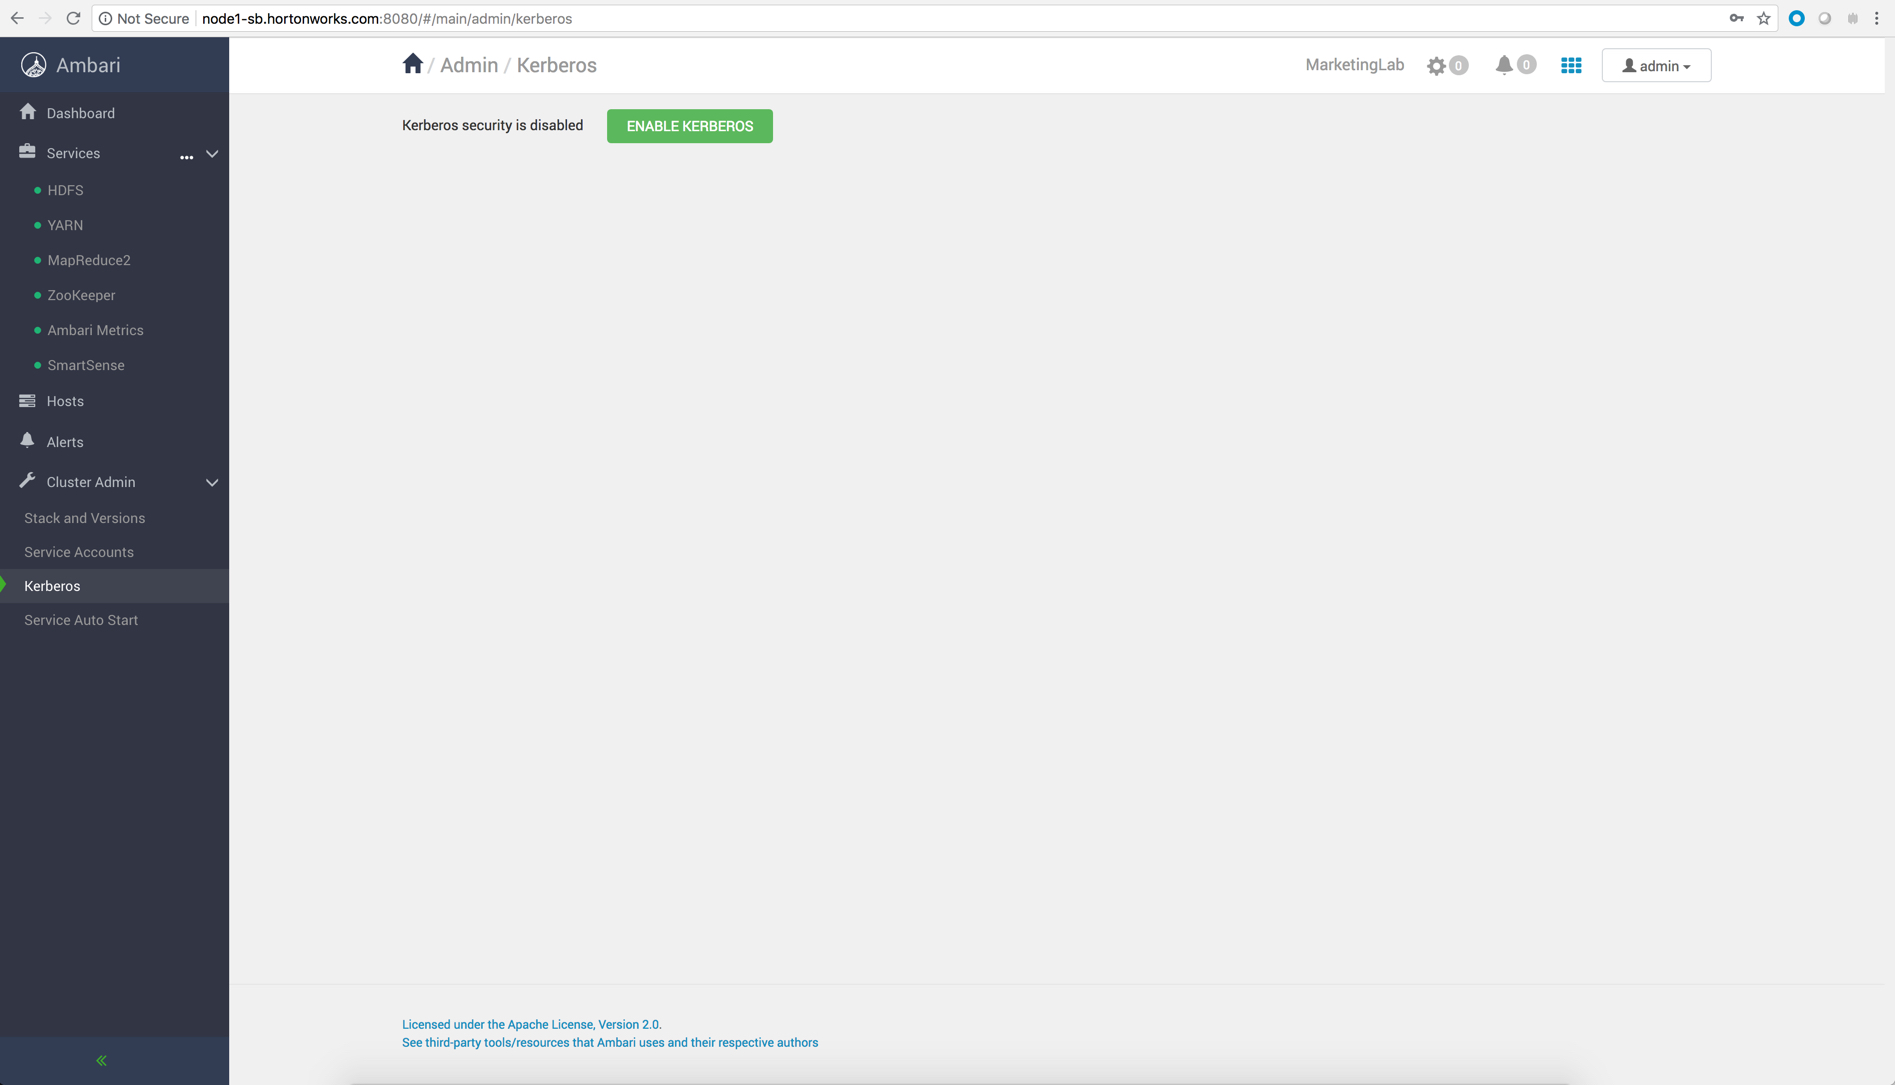 Not Secure node1-sb.hortonworks.com:8080/#/main/admin/kerberos
Ambari
/ Admin / Kerberos
MarketingLab 0 0 admin
Dashboard
Kerberos security is disabled ENABLE KERBEROS
Services ...
HDFS
YARN
MapReduce2
ZooKeeper
Ambari Metrics
SmartSense
Hosts
Alerts
Cluster Admin
Stack and Versions
Service Accounts
Kerberos
Service Auto Start
Licensed under the Apache License, Version 2.0.
See third-party tools/resources that Ambari uses and their respective authors